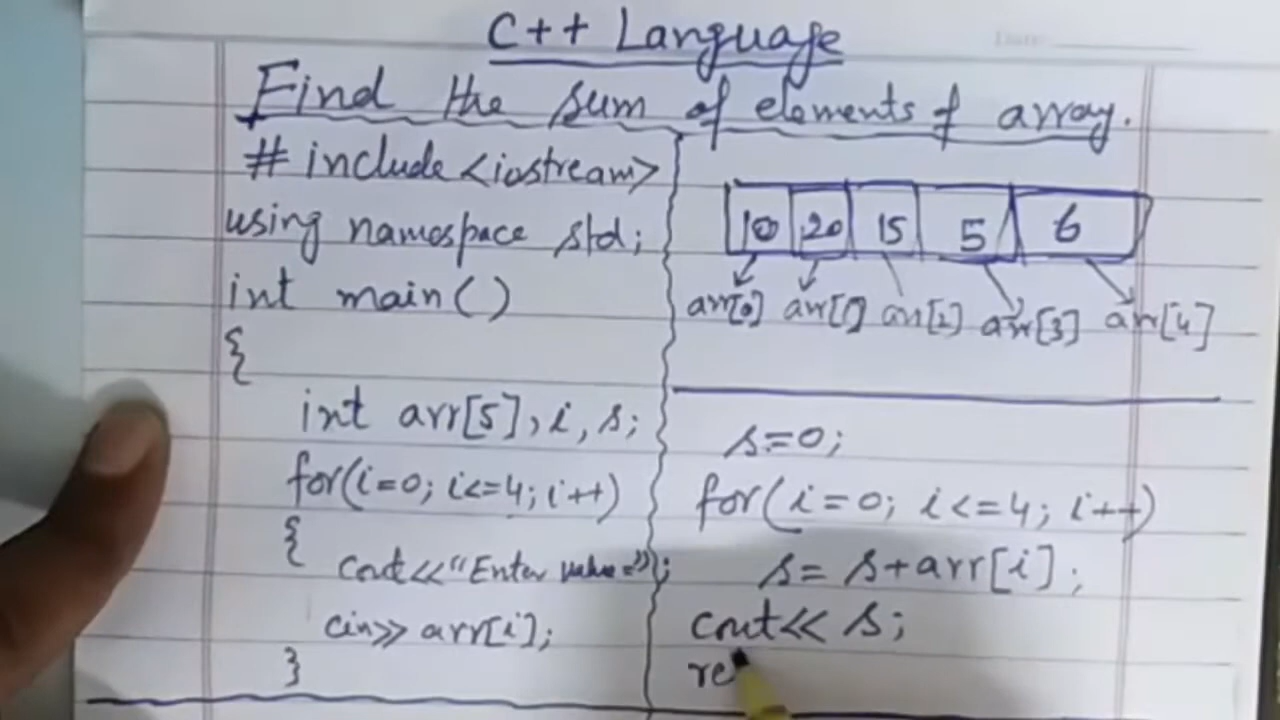 C++ Language
Find the sum of elements of array.
# include <iostream>
using namespace std;
int main()
{
int arr[5], i, s;
for(i=0; i<=4; i++)
{
cout<<"Enter value=");
cin>> arr[i];
}
10 20 15 5 6
arr[0] arr[1] arr[2] arr[3] arr[4]
s=0;
for(i=0; i<=4; i++)
s= s+arr[i];
cout<< s;
re